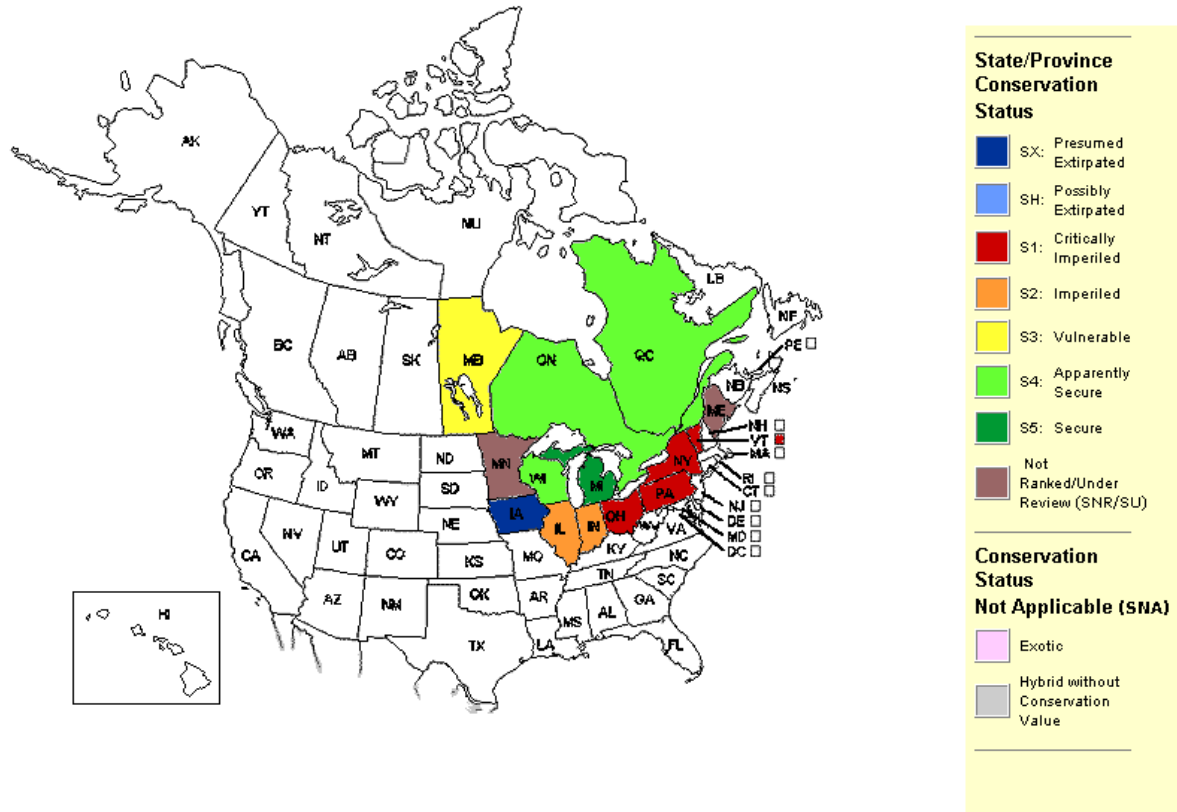 AK
YT
NT
NU
LB
NF
BC
AB
SK
MB
ON
QC
PE
NB
NS
ME
NH
VT
MA
WA
MT
ND
MN
WI
MI
NY
RI
CT
OR
ID
SD
WY
IA
PA
NJ
DE
MD
DC
NE
IL
IN
OH
WV
VA
NV
UT
CO
KS
MO
KY
CA
NC
TN
AZ
NM
OK
AR
SC
MS
AL
GA
HI
TX
LA
FL
State/Province
Conservation
Status
SX: Presumed
Extirpated
SH: Possibly
Extirpated
S1: Critically
Imperiled
S2: Imperiled
S3: Vulnerable
S4: Apparently
Secure
S5: Secure
Not
Ranked/Under
Review (SNR/SU)
Conservation
Status
Not Applicable (SNA)
Exotic
Hybrid without
Conservation
Value